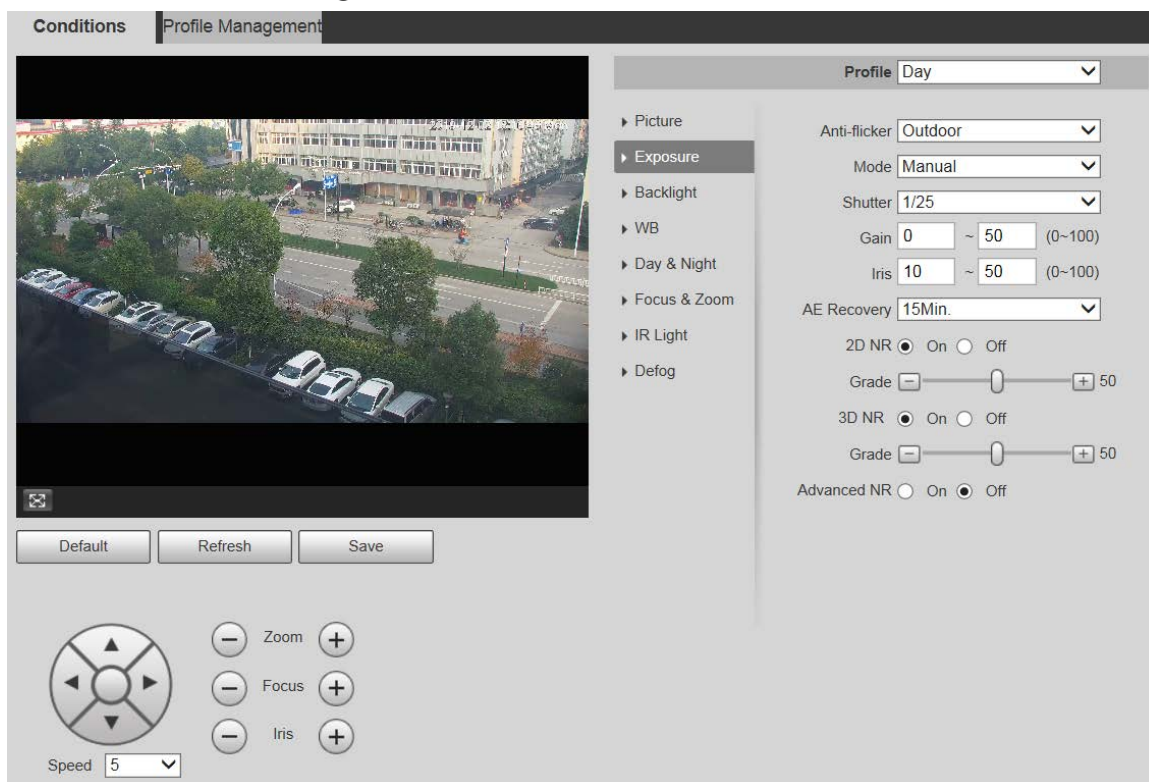 Conditions
Profile Management
Profile Day
Picture
Exposure
Backlight
WB
Day & Night
Focus & Zoom
IR Light
Defog
Anti-flicker Outdoor
Mode Manual
Shutter 1/25
Gain 0 ~ 50 (0~100)
Iris 10 ~ 50 (0~100)
AE Recovery 15Min.
2D NR On Off
Grade 50
3D NR On Off
Grade 50
Advanced NR On Off
Default Refresh Save
Zoom
Focus
Iris
Speed 5